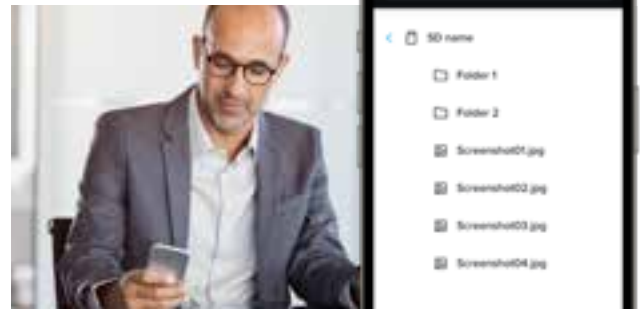 SD name
Folder 1
Folder 2
Screenshot01.jpg
Screenshot02.jpg
Screenshot03.jpg
Screenshot04.jpg